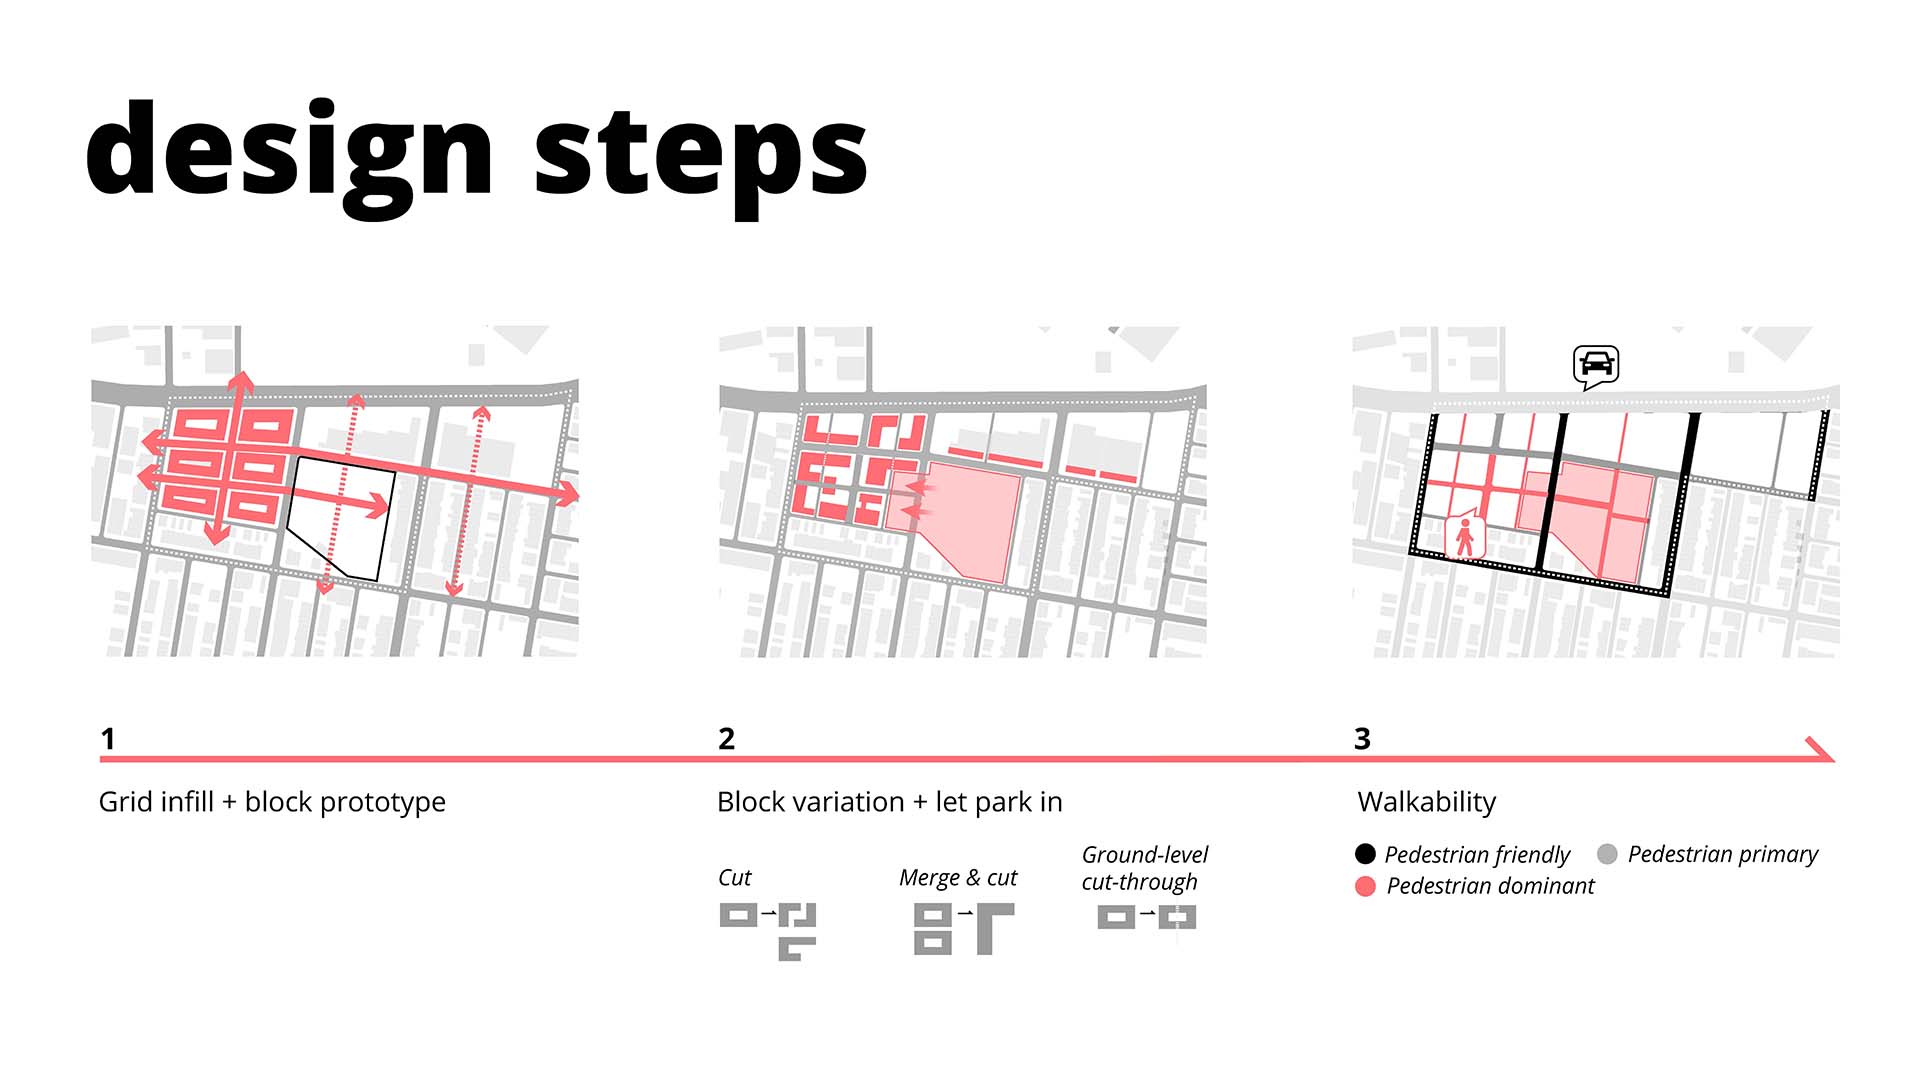 design steps
1
2
3
Grid infill + block prototype
Block variation + let park in
Walkability
Cut
Merge & cut
Ground-level
cut-through
Pedestrian friendly
Pedestrian primary
Pedestrian dominant